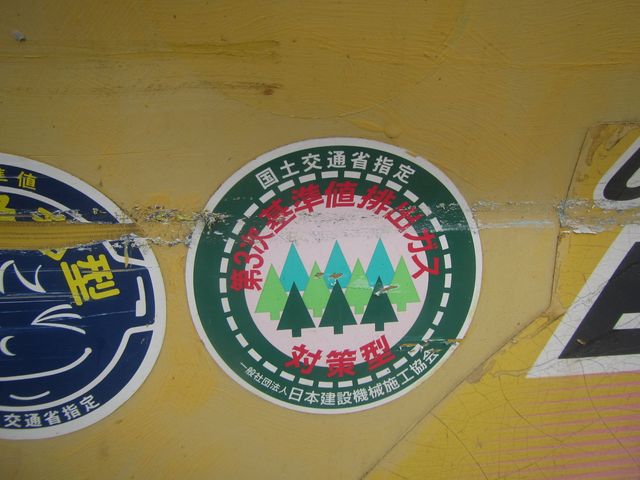 国土交通省指定
第3次基準値排出ガス
対策型
一般社団法人日本建設機械施工協会
準値
型
交通省指定